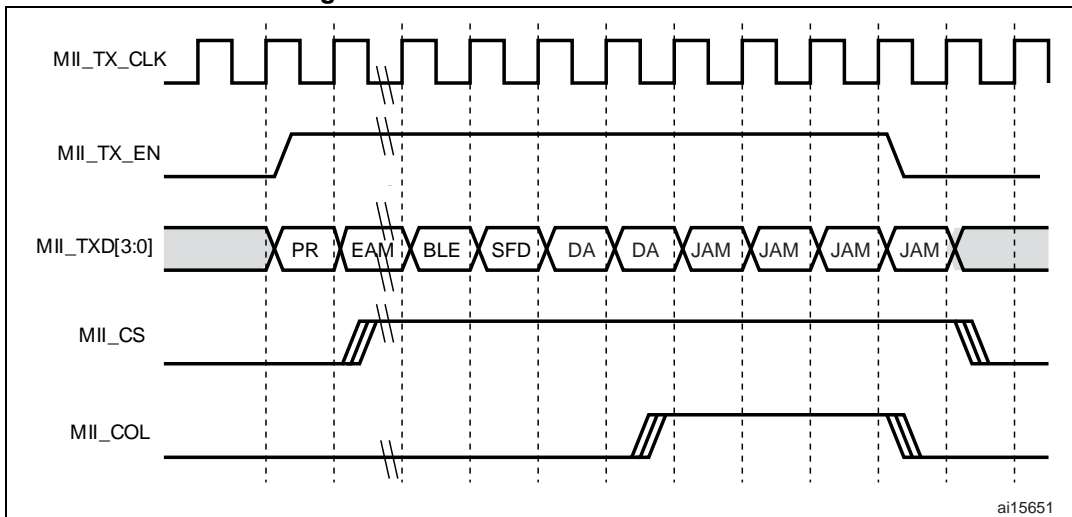 MII_TX_CLK
MII_TX_EN
MII_TXD[3:0] PR EAM BLE SFD DA DA JAM JAM JAM JAM
MII_CS
MII_COL
ai15651